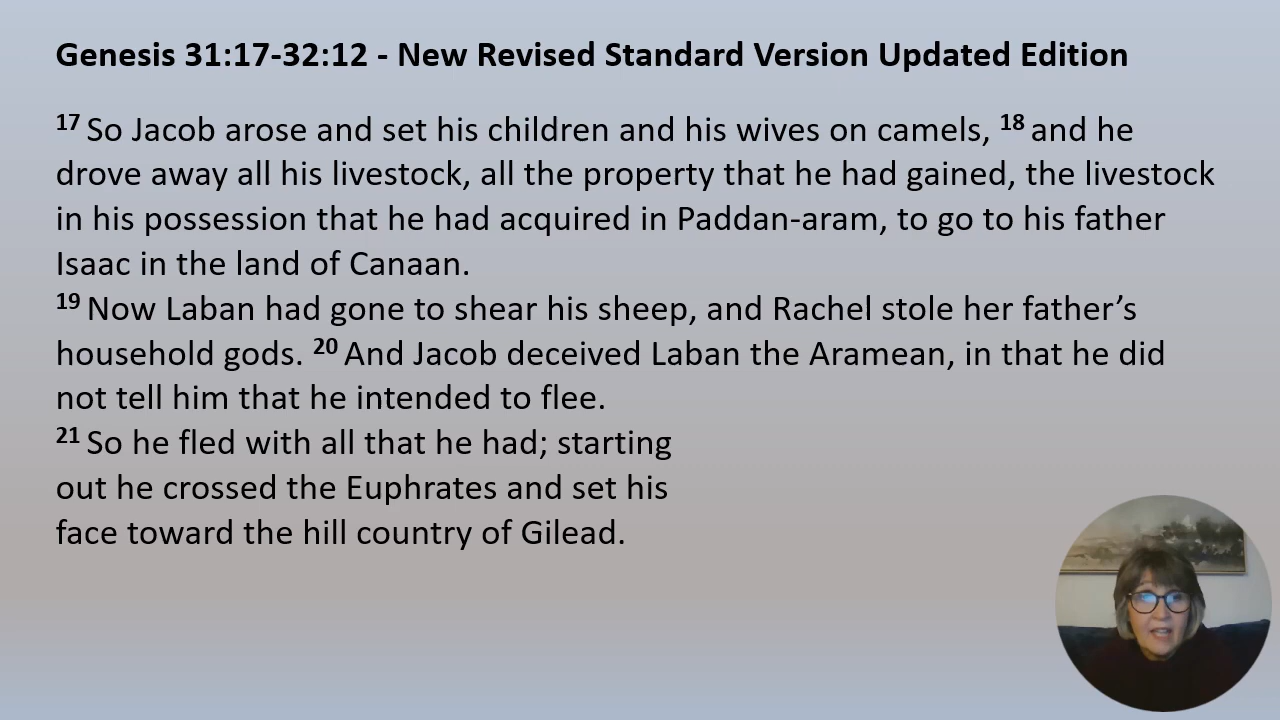 Genesis 31:17-32:12 - New Revised Standard Version Updated Edition
17 So Jacob arose and set his children and his wives on camels, 18 and he
drove away all his livestock, all the property that he had gained, the livestock
in his possession that he had acquired in Paddan-aram, to go to his father
Isaac in the land of Canaan.
19 Now Laban had gone to shear his sheep, and Rachel stole her father’s
household gods. 20 And Jacob deceived Laban the Aramean, in that he did
not tell him that he intended to flee.
21 So he fled with all that he had; starting
out he crossed the Euphrates and set his
face toward the hill country of Gilead.